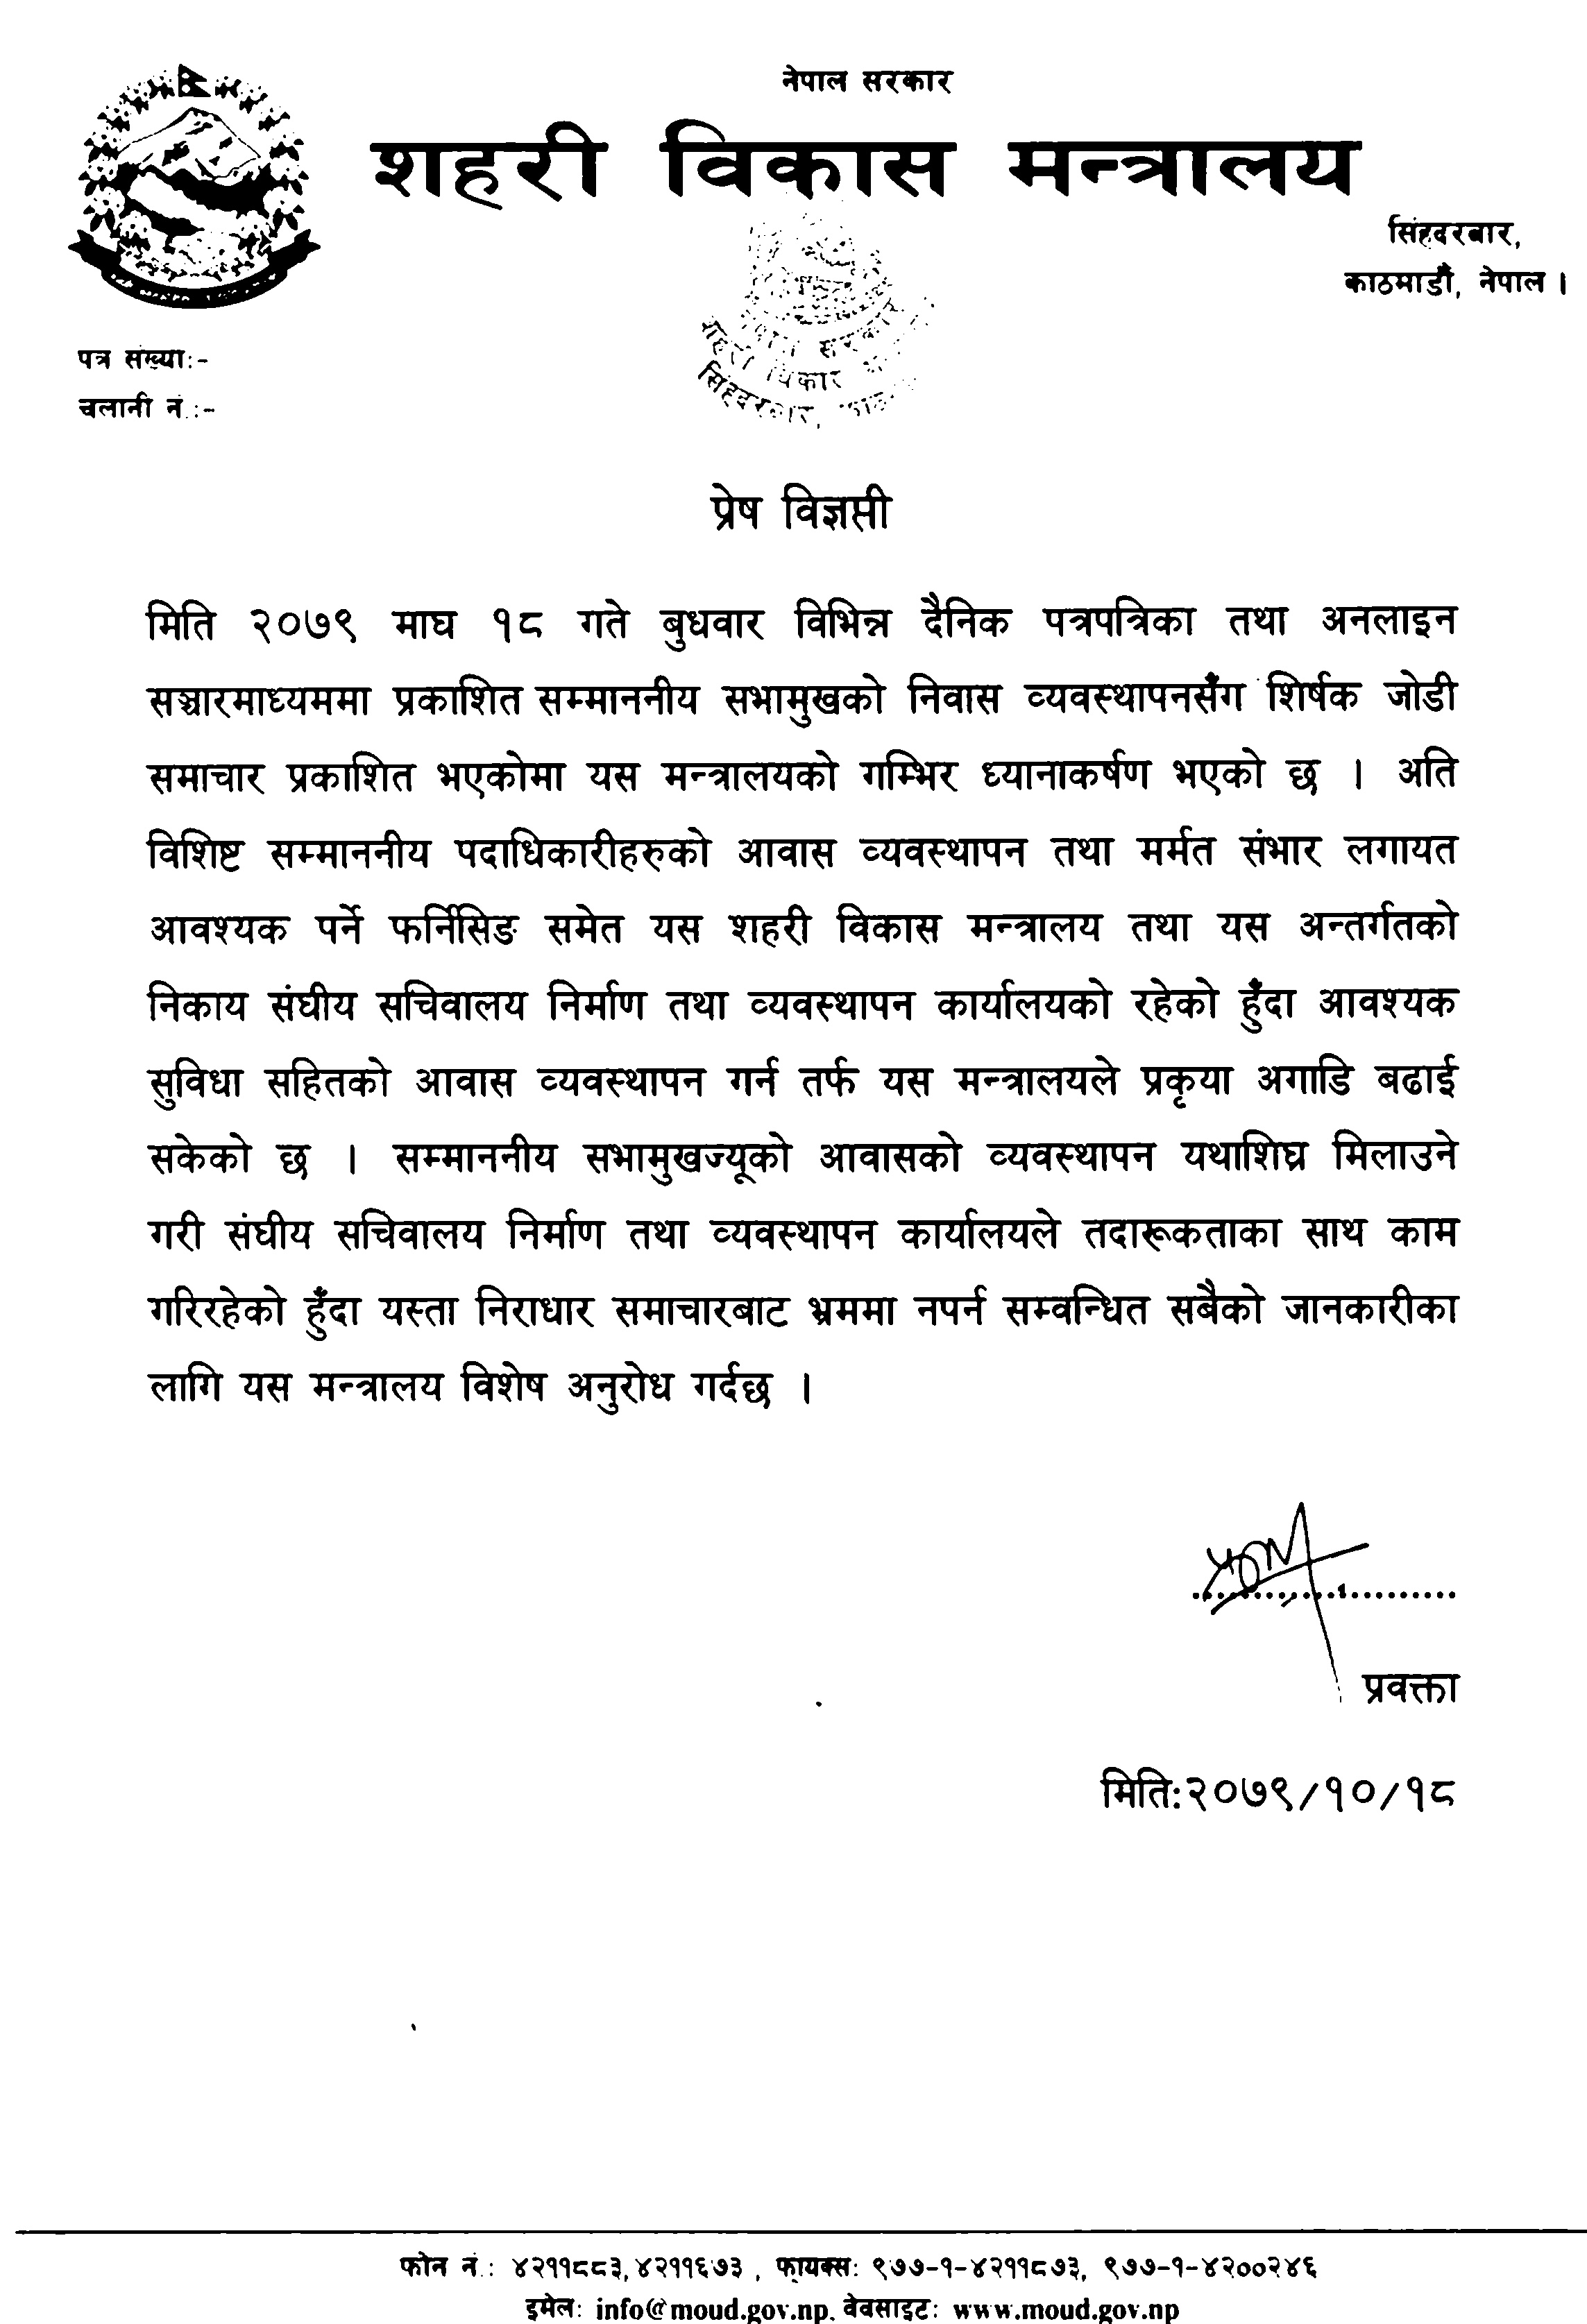 नेपाल सरकार
शहरी विकास मन्त्रालय
सिंहदरबार,
काठमाडौं, नेपाल ।
पत्र संख्या:-
चलानी नं.:-
सिंहदरबार,
प्रेष विज्ञप्ती
मिति २०७९ माघ १८ गते बुधवार विभिन्न दैनिक पत्रपत्रिका तथा अनलाइन
सञ्चारमाध्यममा प्रकाशित सम्माननीय सभामुखको निवास व्यवस्थापनसँग शिर्षक जोडी
समाचार प्रकाशित भएकोमा यस मन्त्रालयको गम्भिर ध्यानाकर्षण भएको छ । अति
विशिष्ट सम्माननीय पदाधिकारीहरुको आवास व्यवस्थापन तथा मर्मत संभार लगायत
आवश्यक पर्ने फर्निसिङ समेत यस शहरी विकास मन्त्रालय तथा यस अन्तर्गतको
निकाय संघीय सचिवालय निर्माण तथा व्यवस्थापन कार्यालयको रहेको हुँदा आवश्यक
सुविधा सहितको आवास व्यवस्थापन गर्न तर्फ यस मन्त्रालयले प्रकृया अगाडि बढाई
सकेको छ । सम्माननीय सभामुखज्यूको आवासको व्यवस्थापन यथाशिघ्र मिलाउने
गरी संघीय सचिवालय निर्माण तथा व्यवस्थापन कार्यालयले तदारूकताका साथ काम
गरिरहेको हुँदा यस्ता निराधार समाचारबाट भ्रममा नपर्न सम्वन्धित सबैको जानकारीका
लागि यस मन्त्रालय विशेष अनुरोध गर्दछ ।
प्रवक्ता
मिति:२०७९/१०/१८
फोन नं.: ४२११८८३,४२११६७३ , फ्याक्स: ९७७-१-४२११८७३, ९७७-१-४२००२४६
इमेल: info@moud.gov.np, वेवसाइट: www.moud.gov.np